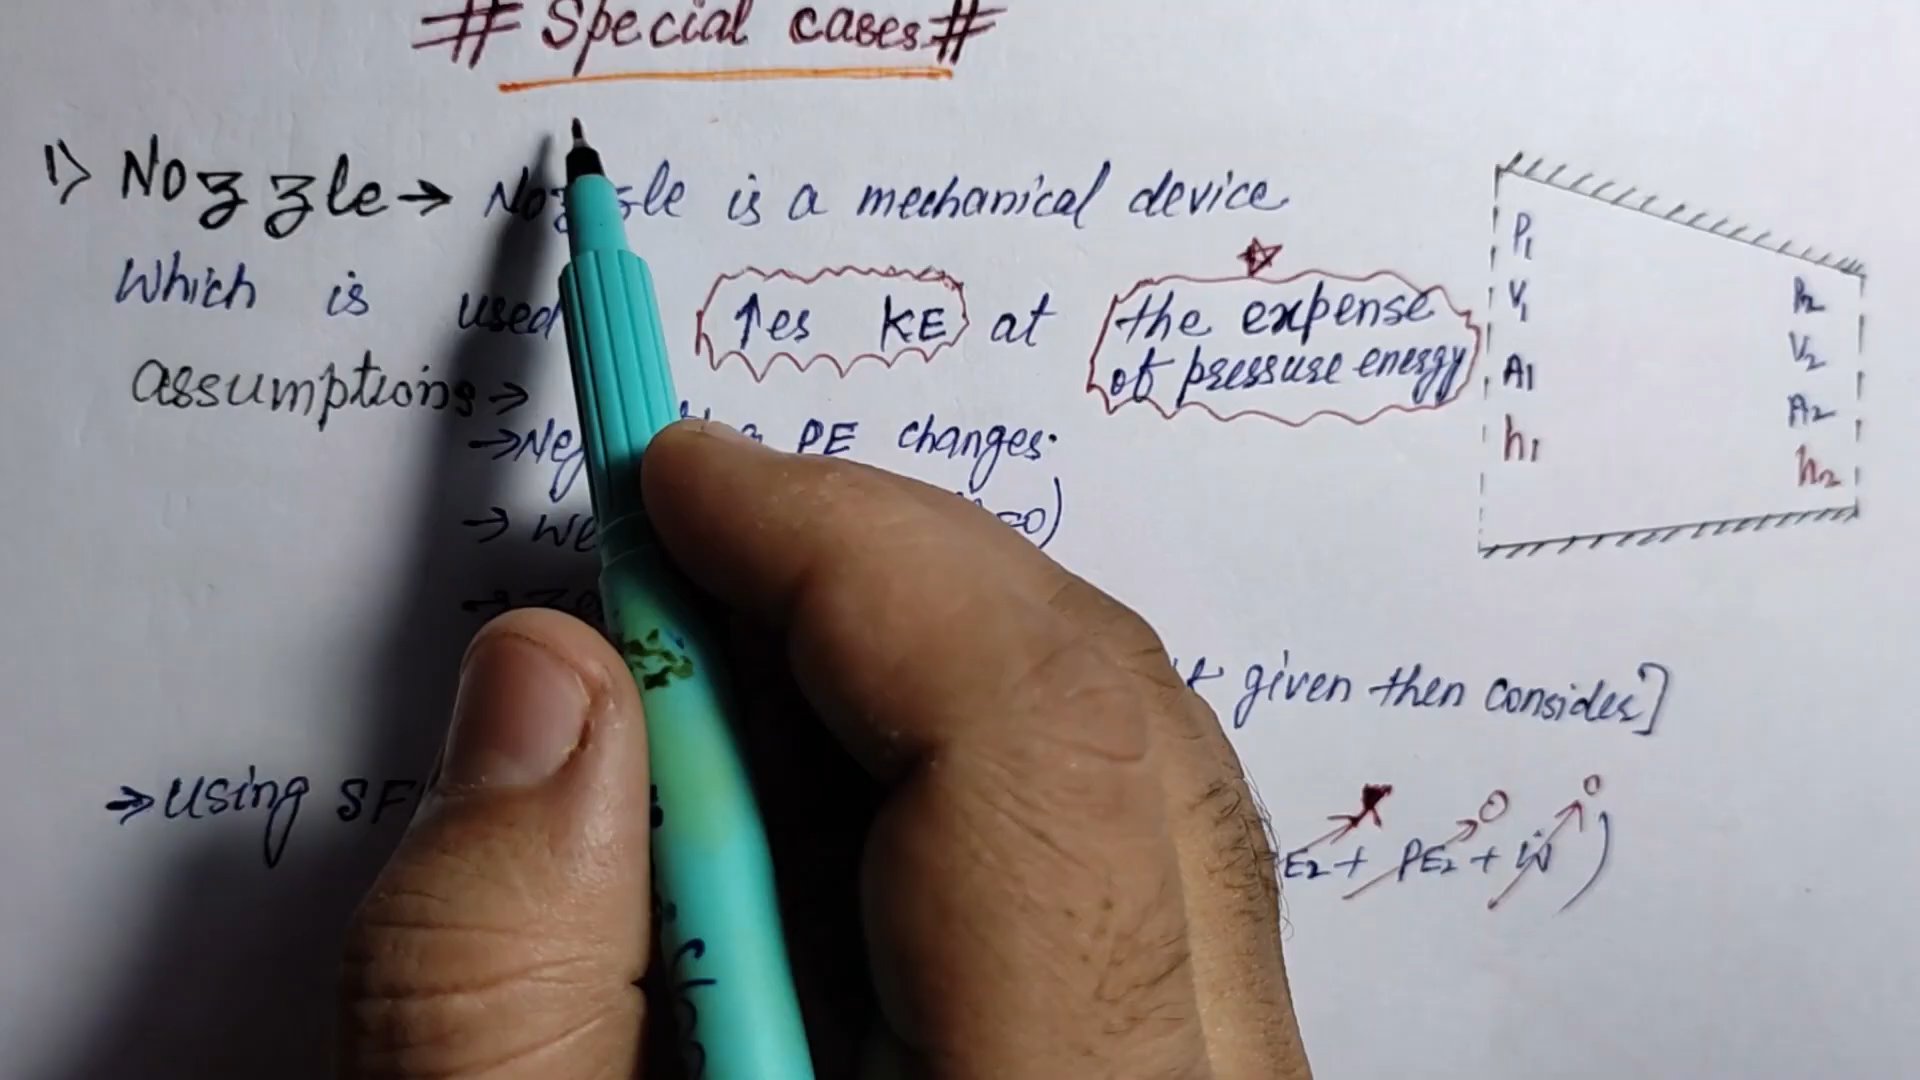 # Special cases #
1) Nozzle → Nozzle is a mechanical device
Which is used ↑es KE at the expense of pressure energy
assumptions →
→ PE changes.
→ =0)
→
given then consider]
⇒ using
E2 + PE2 + Ẇ)
P1
V1
A1
h1
P2
V2
A2
h2